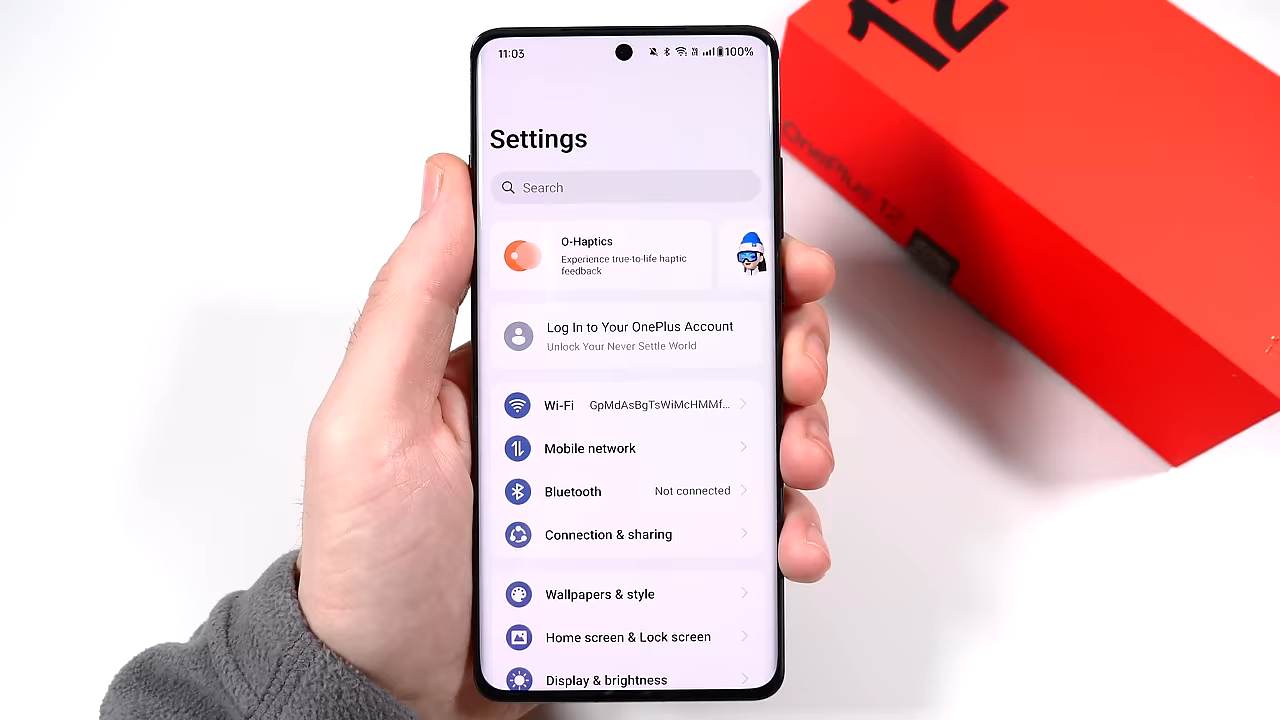 12
OnePlus 12
11:03
100%
Settings
Search
O-Haptics
Experience true-to-life haptic
feedback
Log In to Your OnePlus Account
Unlock Your Never Settle World
Wi-Fi GpMdAsBgTsWiMcHMMf...
Mobile network
Bluetooth Not connected
Connection & sharing
Wallpapers & style
Home screen & Lock screen
Display & brightness